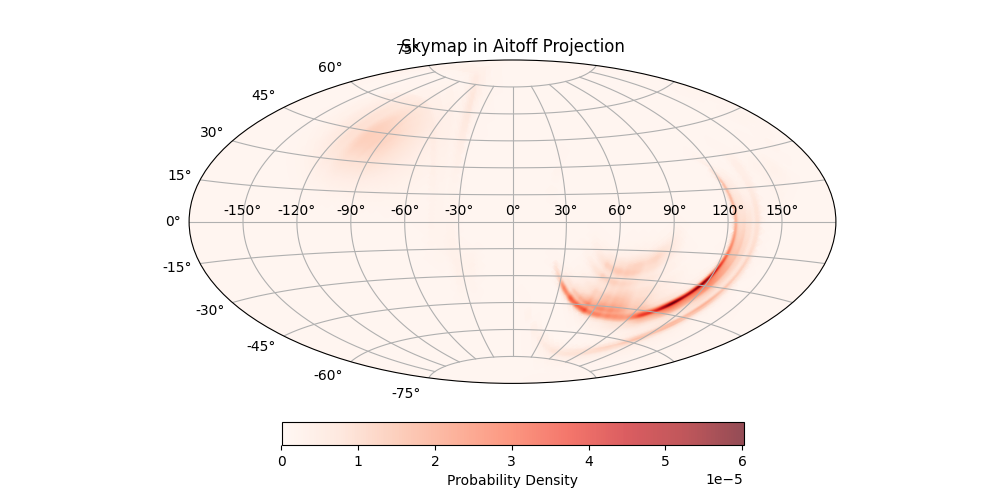 Skymap in Aitoff Projection
75°
60°
45°
30°
15°
-150° -120° -90° -60° -30° 0° 30° 60° 90° 120° 150°
0°
-15°
-30°
-45°
-60°
-75°
0 1 2 3 4 5 6
1e−5
Probability Density